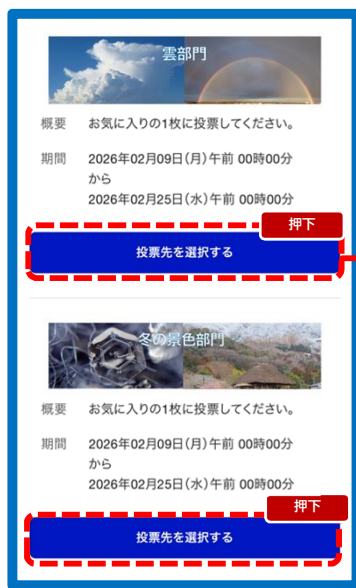 雲部門
概要 お気に入りの1枚に投票してください。
期間 2026年02月09日(月)午前 00時00分
から
2026年02月25日(水)午前 00時00分
押下
投票先を選択する
冬の景色部門
概要 お気に入りの1枚に投票してください。
期間 2026年02月09日(月)午前 00時00分
から
2026年02月25日(水)午前 00時00分
押下
投票先を選択する